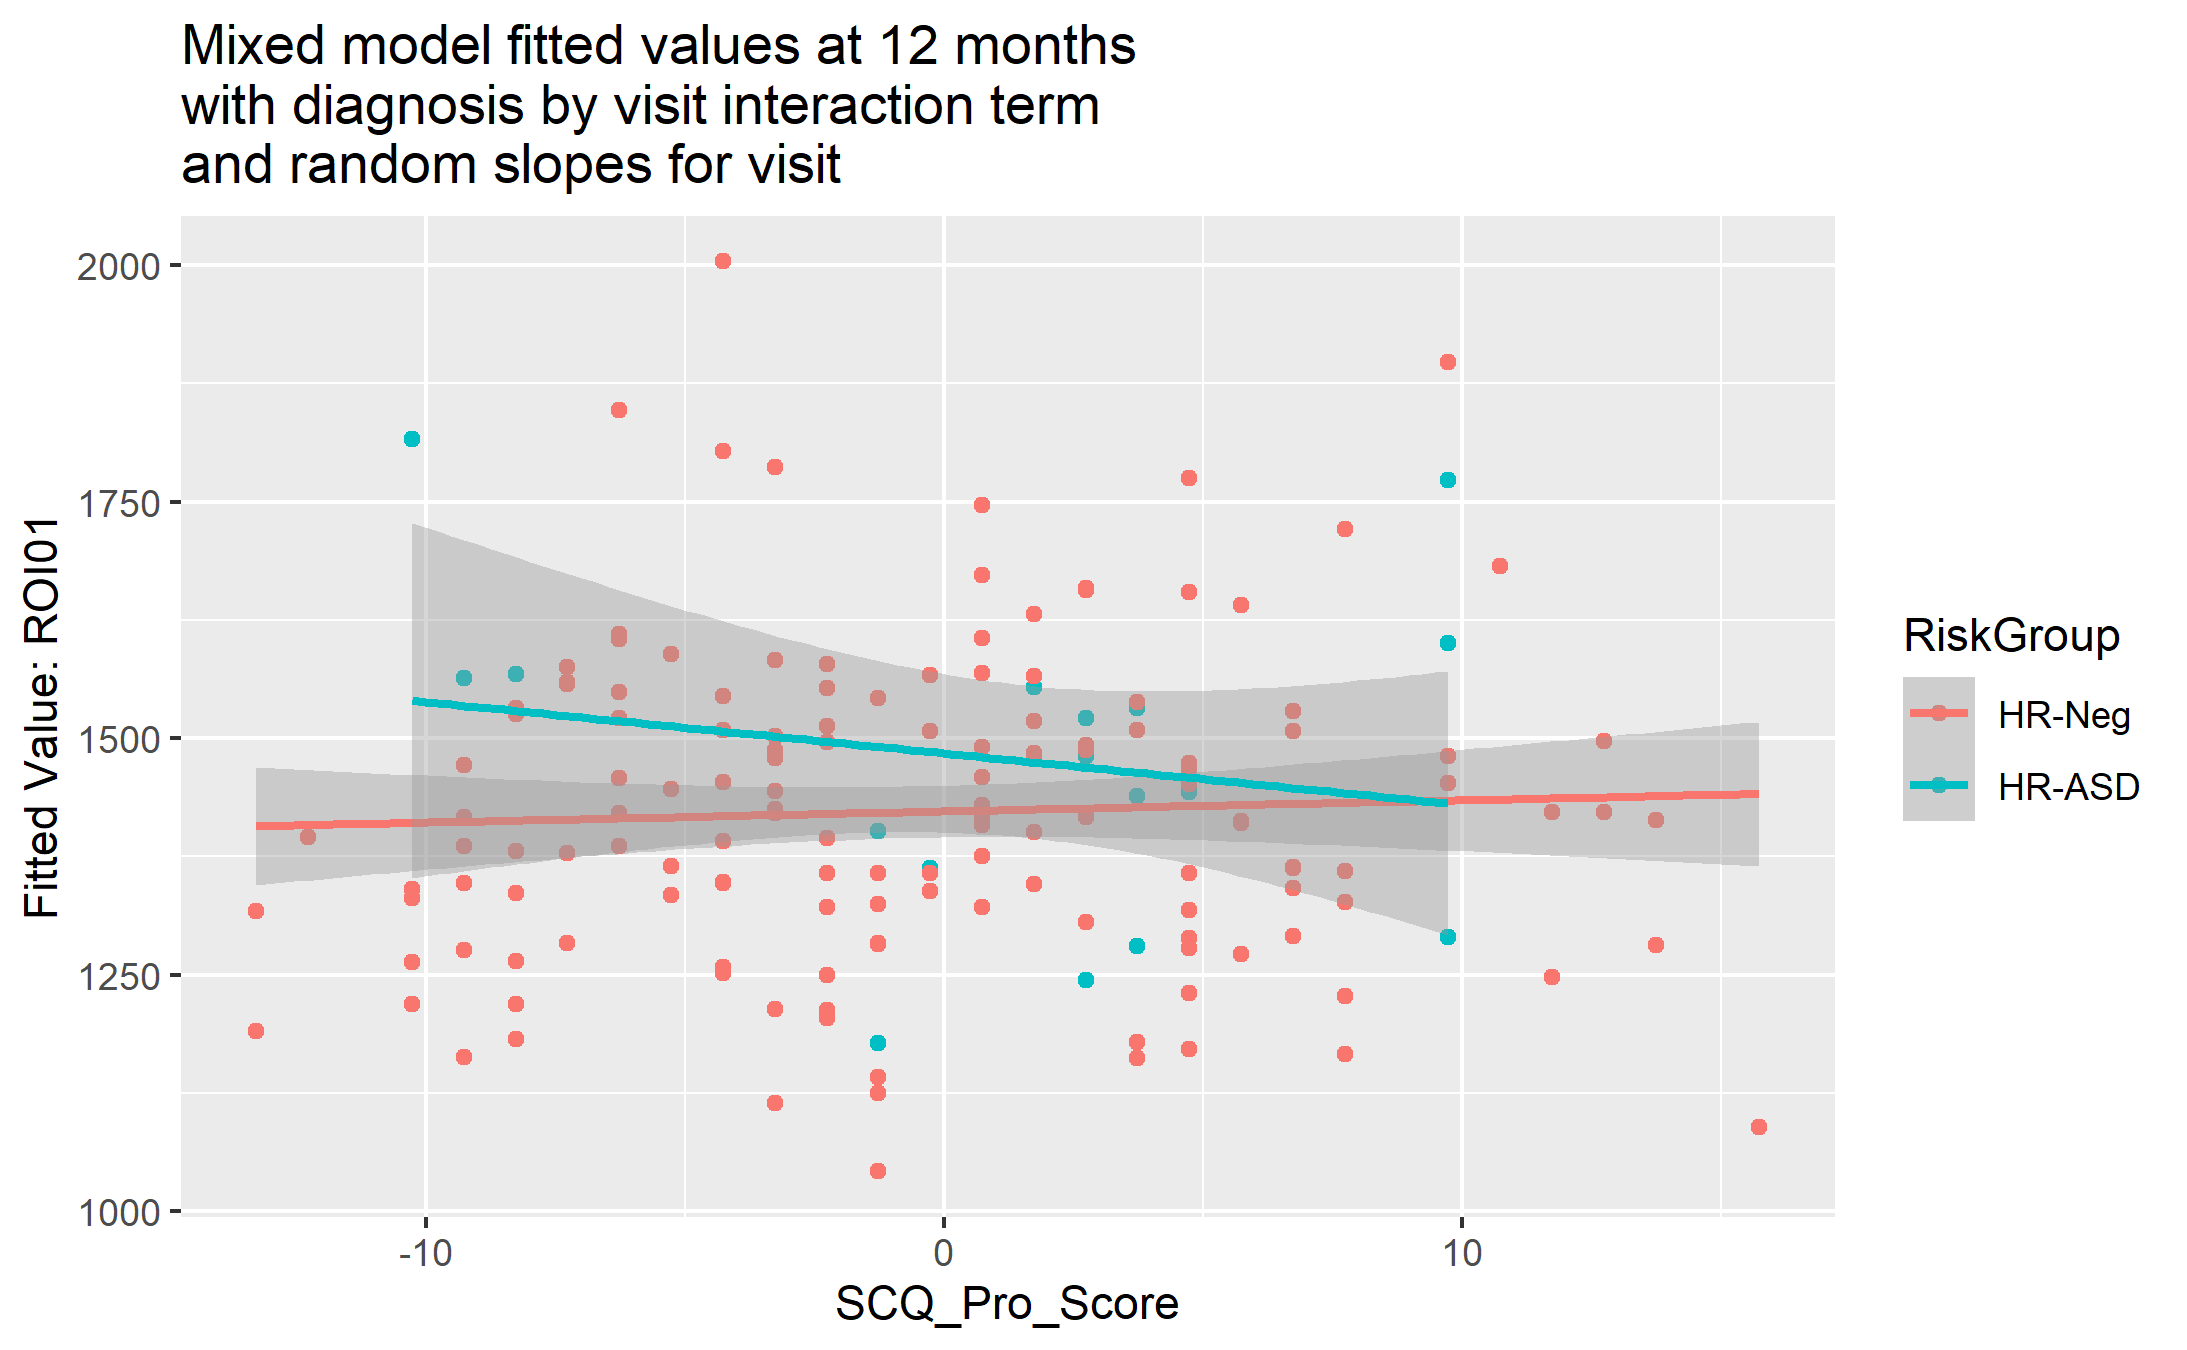 Mixed model fitted values at 12 months
with diagnosis by visit interaction term
and random slopes for visit
2000
1750
1500
1250
1000
Fitted Value: ROI01
-10
0
10
SCQ_Pro_Score
RiskGroup
HR-Neg
HR-ASD